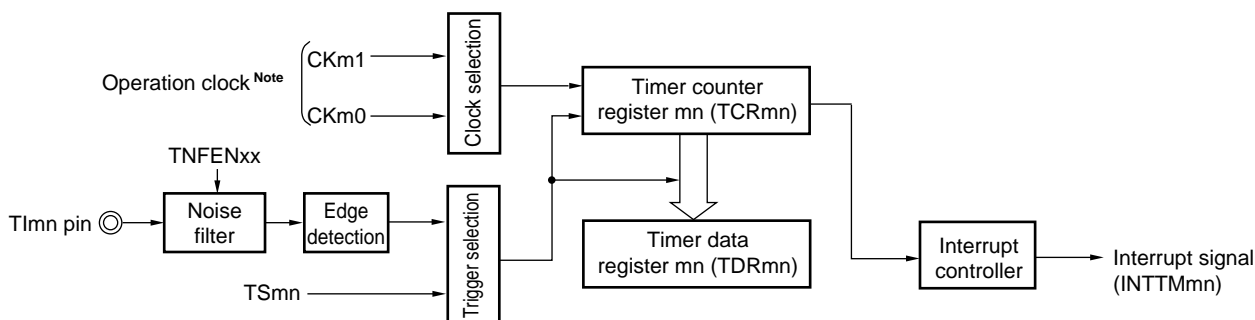 Operation clock Note
CKm1
CKm0
Clock selection
Timer counter
register mn (TCRmn)
TNFENxx
TImn pin
Noise
filter
Edge
detection
TSmn
Trigger selection
Timer data
register mn (TDRmn)
Interrupt
controller
Interrupt signal
(INTTMmn)